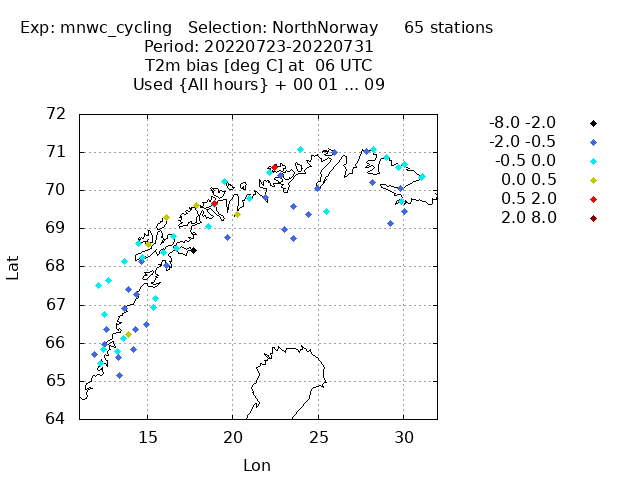 Exp: mnwc_cycling   Selection: NorthNorway     65 stations
Period: 20220723-20220731
T2m bias [deg C] at  06 UTC
Used {All hours} + 00 01 ... 09
72
71
70
69
68
67
66
65
64
Lat
15 20 25 30
Lon
-8.0 -2.0
-2.0 -0.5
-0.5 0.0
0.0 0.5
0.5 2.0
2.0 8.0